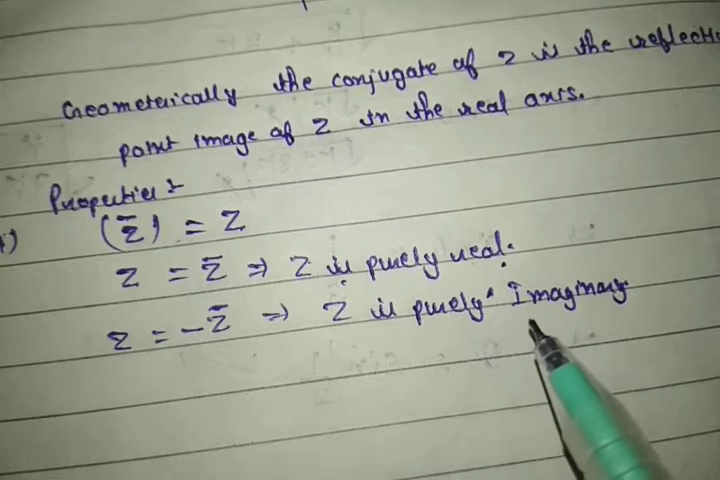 Geometrically the conjugate of z is the reflecti
point image of z in the real axis.
Properties:
(z̄) = z
z = z̄ ⇒ z is purely real.
z = -z̄ ⇒ z is purely Imaginary